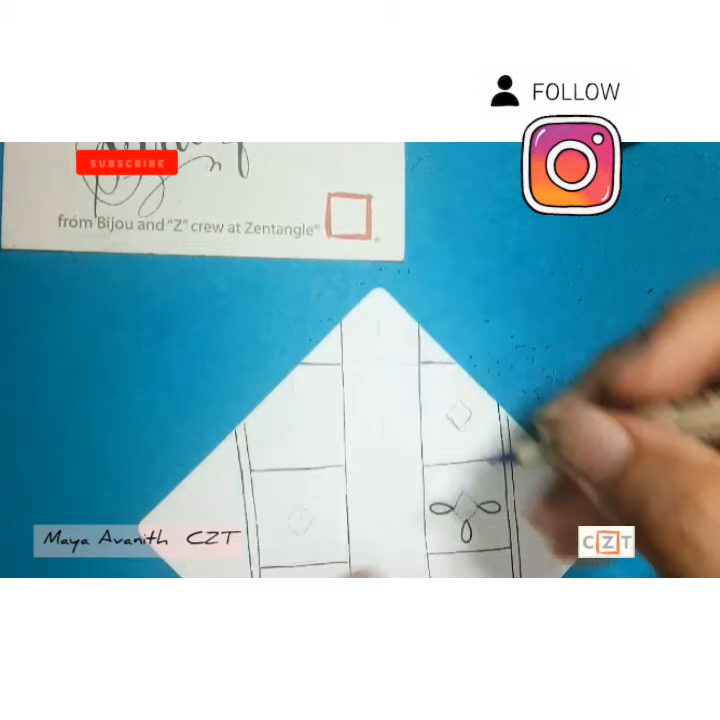 FOLLOW
SUBSCRIBE
from Bijou and "Z" crew at Zentangle®
Maya Avanith CZT
CZT